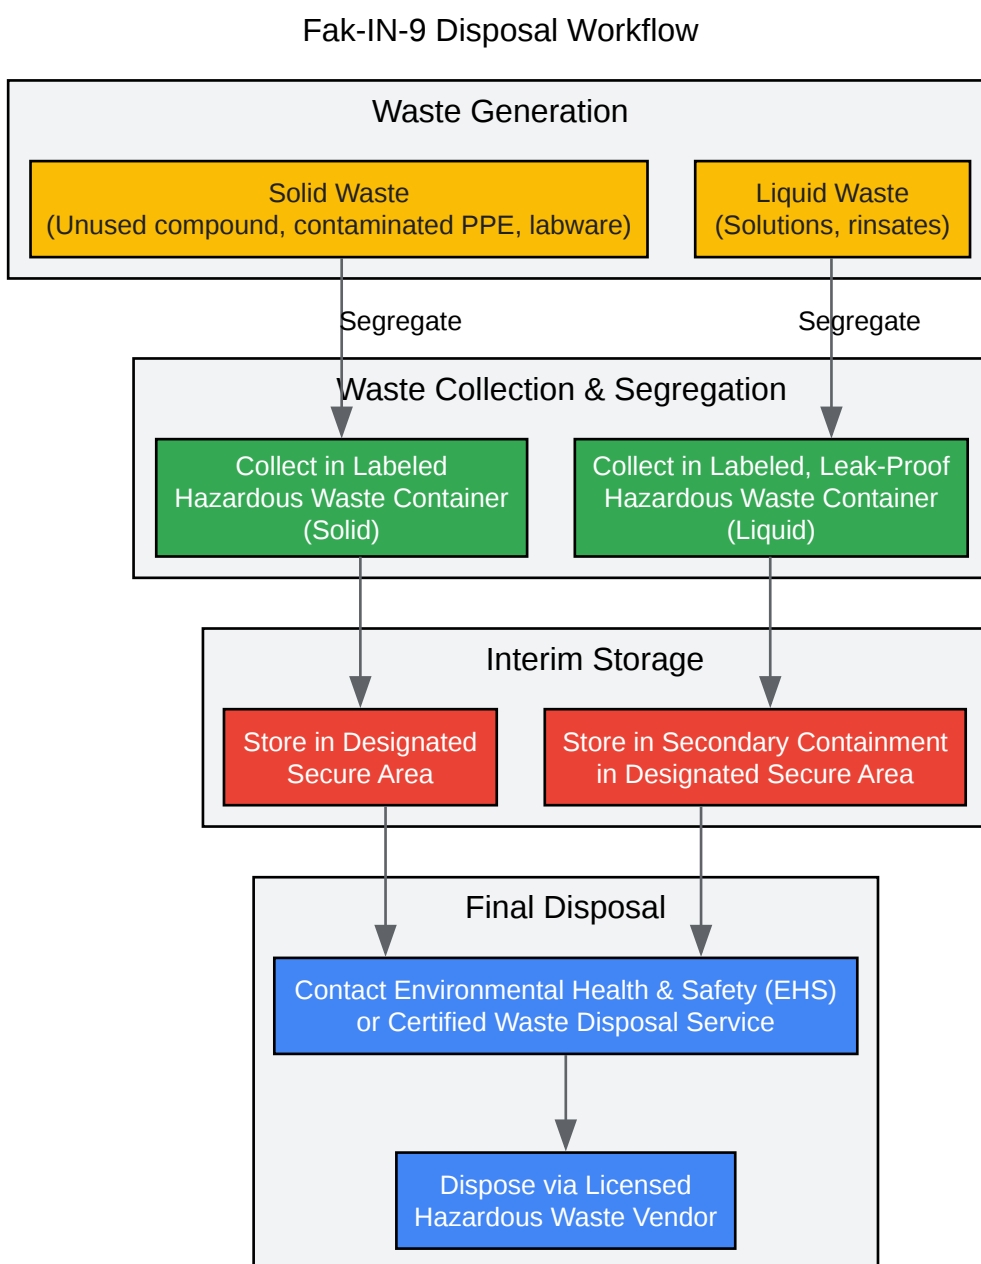 Fak-IN-9 Disposal Workflow
Waste Generation
Solid Waste
(Unused compound, contaminated PPE, labware)
Liquid Waste
(Solutions, rinsates)
Segregate
Segregate
Waste Collection & Segregation
Collect in Labeled
Hazardous Waste Container
(Solid)
Collect in Labeled, Leak-Proof
Hazardous Waste Container
(Liquid)
Interim Storage
Store in Designated
Secure Area
Store in Secondary Containment
in Designated Secure Area
Final Disposal
Contact Environmental Health & Safety (EHS)
or Certified Waste Disposal Service
Dispose via Licensed
Hazardous Waste Vendor